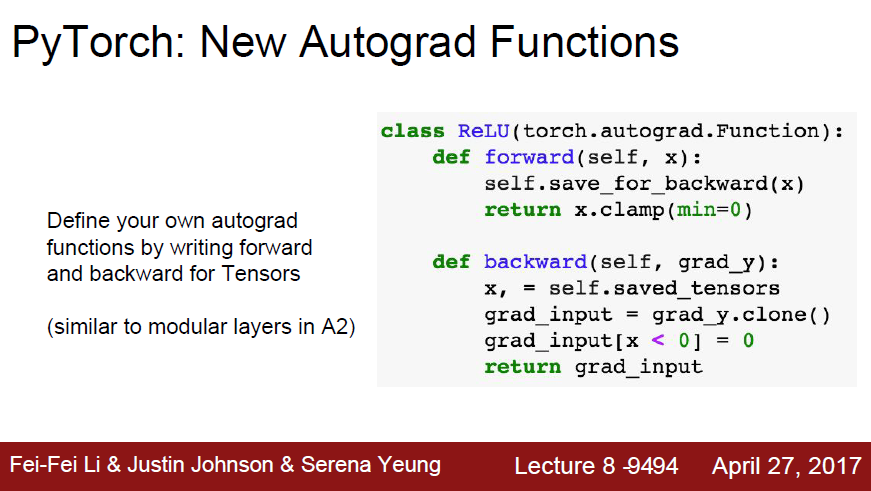 PyTorch: New Autograd Functions
Define your own autograd
functions by writing forward
and backward for Tensors
(similar to modular layers in A2)
class ReLU(torch.autograd.Function):
    def forward(self, x):
        self.save_for_backward(x)
        return x.clamp(min=0)
    def backward(self, grad_y):
        x, = self.saved_tensors
        grad_input = grad_y.clone()
        grad_input[x < 0] = 0
        return grad_input
Fei-Fei Li & Justin Johnson & Serena Yeung Lecture 8 -9494 April 27, 2017